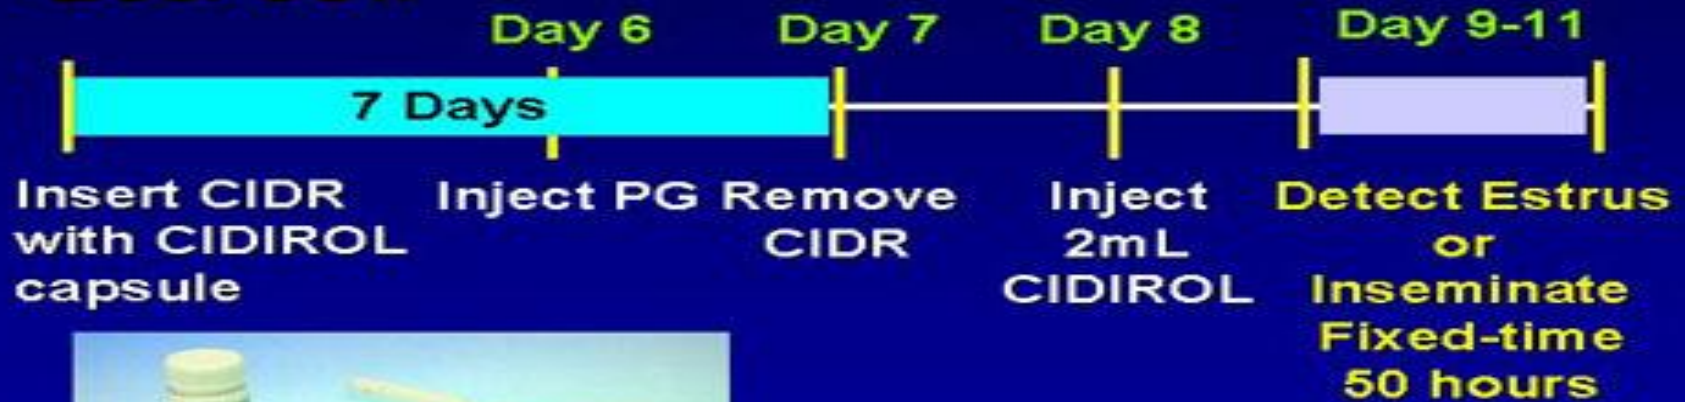 Day 6 Day 7 Day 8 Day 9-11
7 Days
Insert CIDR
with CIDIROL
capsule
Inject PG
Remove
CIDR
Inject
2mL
CIDIROL
Detect Estrus
or
Inseminate
Fixed-time
50 hours